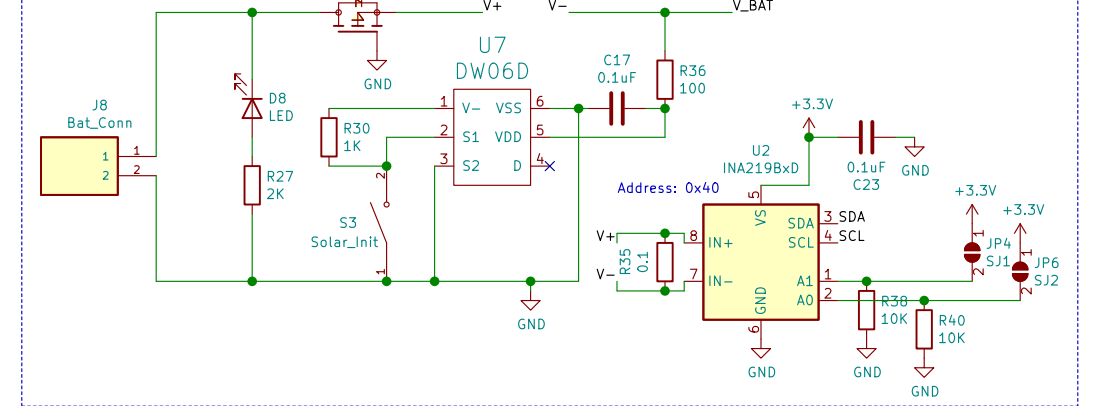 V+
V-
V_BAT
GND
U7
DW06D
C17
0.1uF
R36
100
J8
Bat_Conn
1
1
2
2
D8
LED
R27
2K
R30
1K
1
V-
VSS
6
2
S1
VDD
5
3
S2
D
4
2
S3
Solar_Init
1
GND
+3.3V
0.1uF
C23
GND
U2
INA219BxD
Address: 0x40
5
VS
SDA
3
SDA
SCL
4
SCL
V+
8
IN+
R35
0.1
V-
7
IN-
A1
1
A0
2
GND
6
GND
+3.3V
1
JP4
SJ1
2
+3.3V
1
JP6
SJ2
2
R38
10K
GND
R40
10K
GND